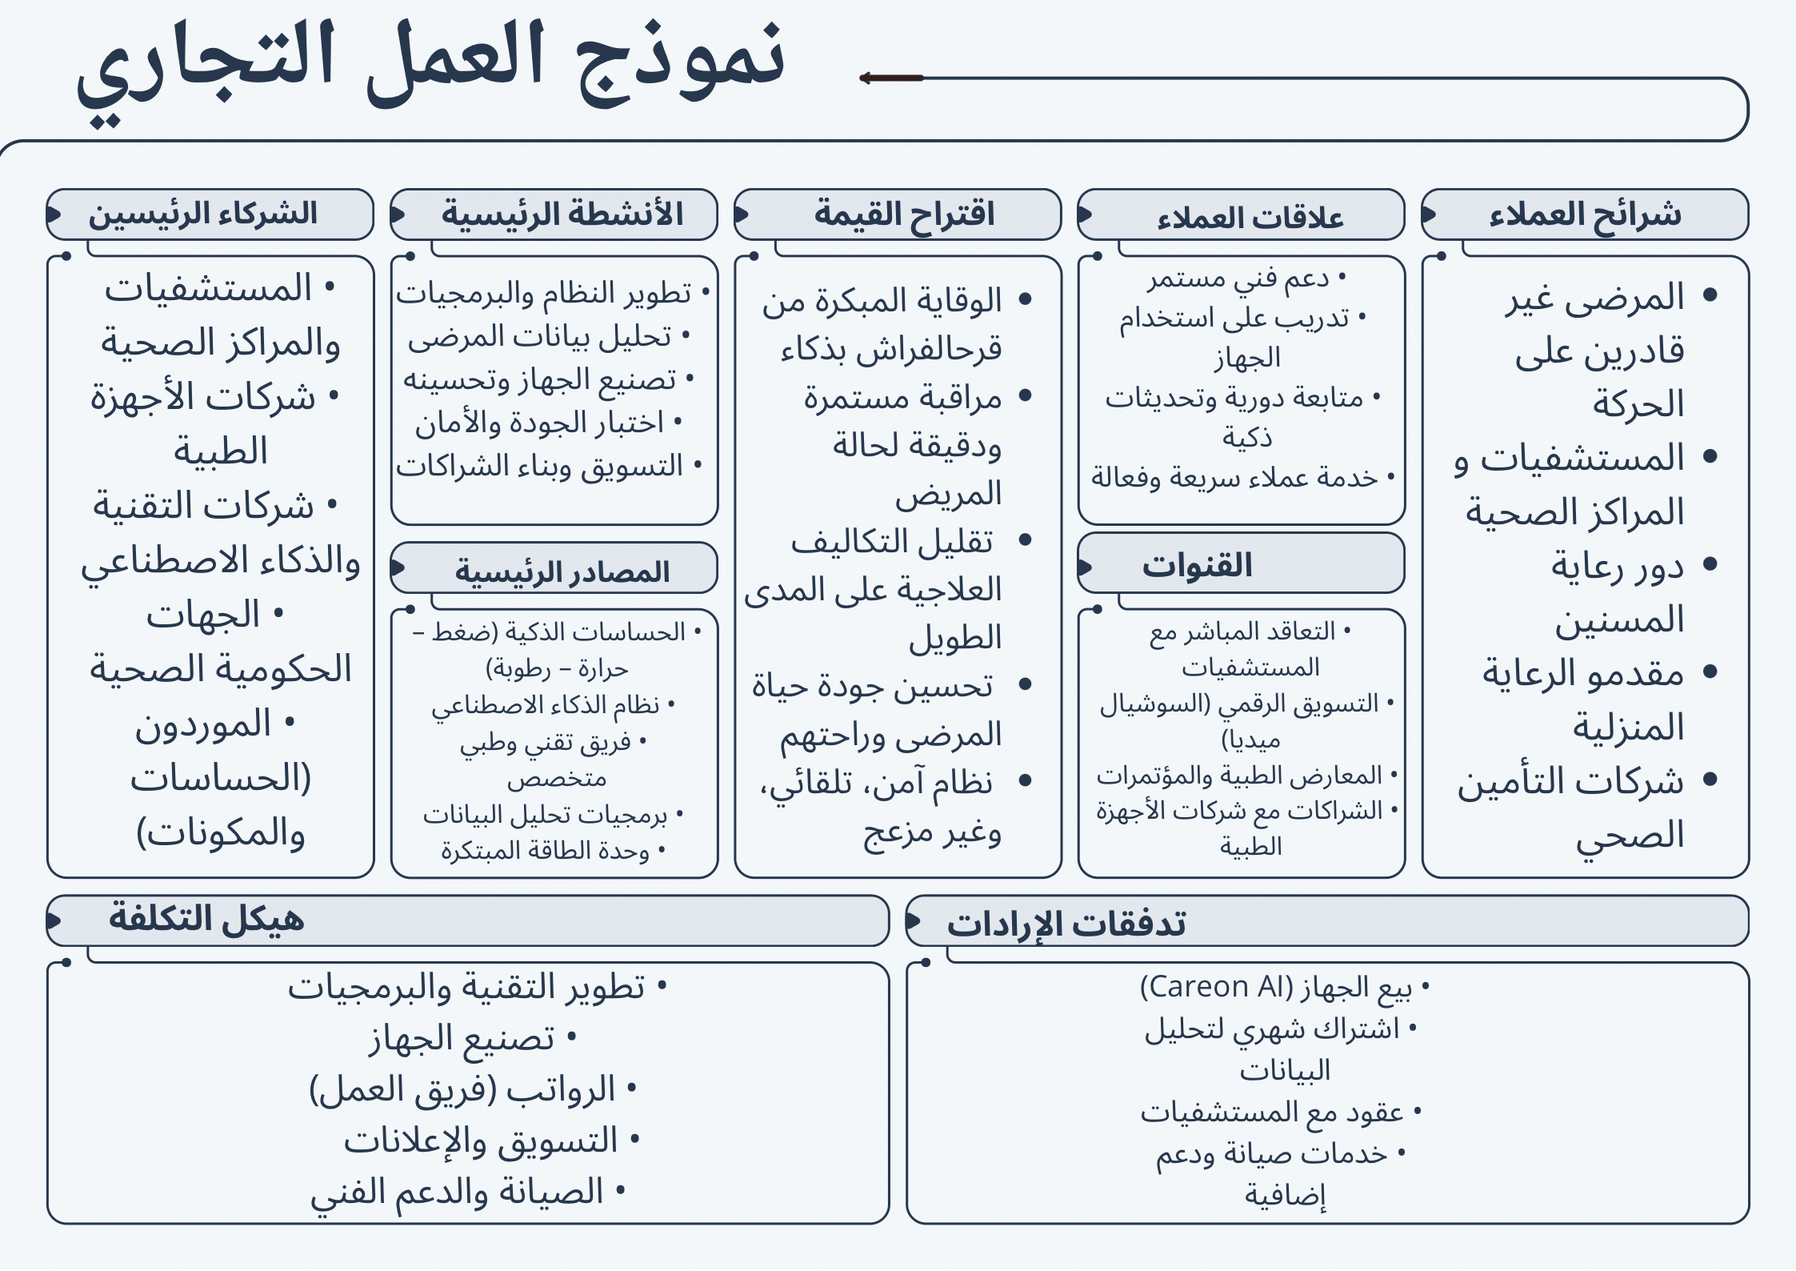 نموذج العمل التجاري
شرائح العملاء
• المرضى غير
قادرين على
الحركة
• المستشفيات و
المراكز الصحية
• دور رعاية
المسنين
• مقدمو الرعاية
المنزلية
• شركات التأمين
الصحي
علاقات العملاء
• دعم فني مستمر
• تدريب على استخدام
الجهاز
• متابعة دورية وتحديثات
ذكية
• خدمة عملاء سريعة وفعالة
القنوات
• التعاقد المباشر مع
المستشفيات
• التسويق الرقمي (السوشيال
ميديا)
• المعارض الطبية والمؤتمرات
• الشراكات مع شركات الأجهزة
الطبية
اقتراح القيمة
• الوقاية المبكرة من
قرحالفراش بذكاء
• مراقبة مستمرة
ودقيقة لحالة
المريض
• تقليل التكاليف
العلاجية على المدى
الطويل
• تحسين جودة حياة
المرضى وراحتهم
• نظام آمن، تلقائي،
وغير مزعج
الأنشطة الرئيسية
• تطوير النظام والبرمجيات
• تحليل بيانات المرضى
• تصنيع الجهاز وتحسينه
• اختبار الجودة والأمان
• التسويق وبناء الشراكات
المصادر الرئيسية
• الحساسات الذكية (ضغط –
حرارة – رطوبة)
• نظام الذكاء الاصطناعي
• فريق تقني وطبي
متخصص
• برمجيات تحليل البيانات
• وحدة الطاقة المبتكرة
الشركاء الرئيسين
• المستشفيات
والمراكز الصحية
• شركات الأجهزة
الطبية
• شركات التقنية
والذكاء الاصطناعي
• الجهات
الحكومية الصحية
• الموردون
(الحساسات
والمكونات)
تدفقات الإرادات
• بيع الجهاز (Careon AI)
• اشتراك شهري لتحليل
البيانات
• عقود مع المستشفيات
• خدمات صيانة ودعم
إضافية
هيكل التكلفة
• تطوير التقنية والبرمجيات
• تصنيع الجهاز
• الرواتب (فريق العمل)
• التسويق والإعلانات
• الصيانة والدعم الفني